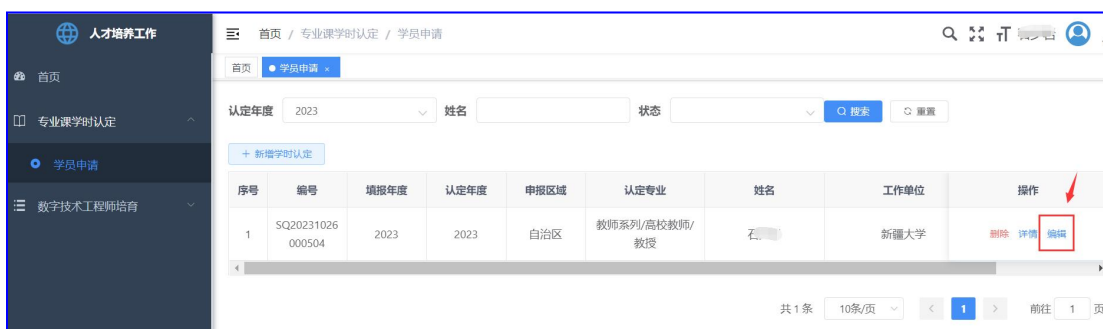 人才培养工作
首页 / 专业课学时认定 / 学员申请
首页
学员申请 ×
首页
专业课学时认定
学员申请
数字技术工程师培育
认定年度 2023 姓名 状态 搜索 重置
+ 新增学时认定
序号 编号 填报年度 认定年度 申报区域 认定专业 姓名 工作单位 操作
1 SQ20231026 2023 2023 自治区 教师系列/高校教师/ 石 新疆大学 删除 详情 编辑
000504 教授
共1条 10条/页 < 1 > 前往 1 页